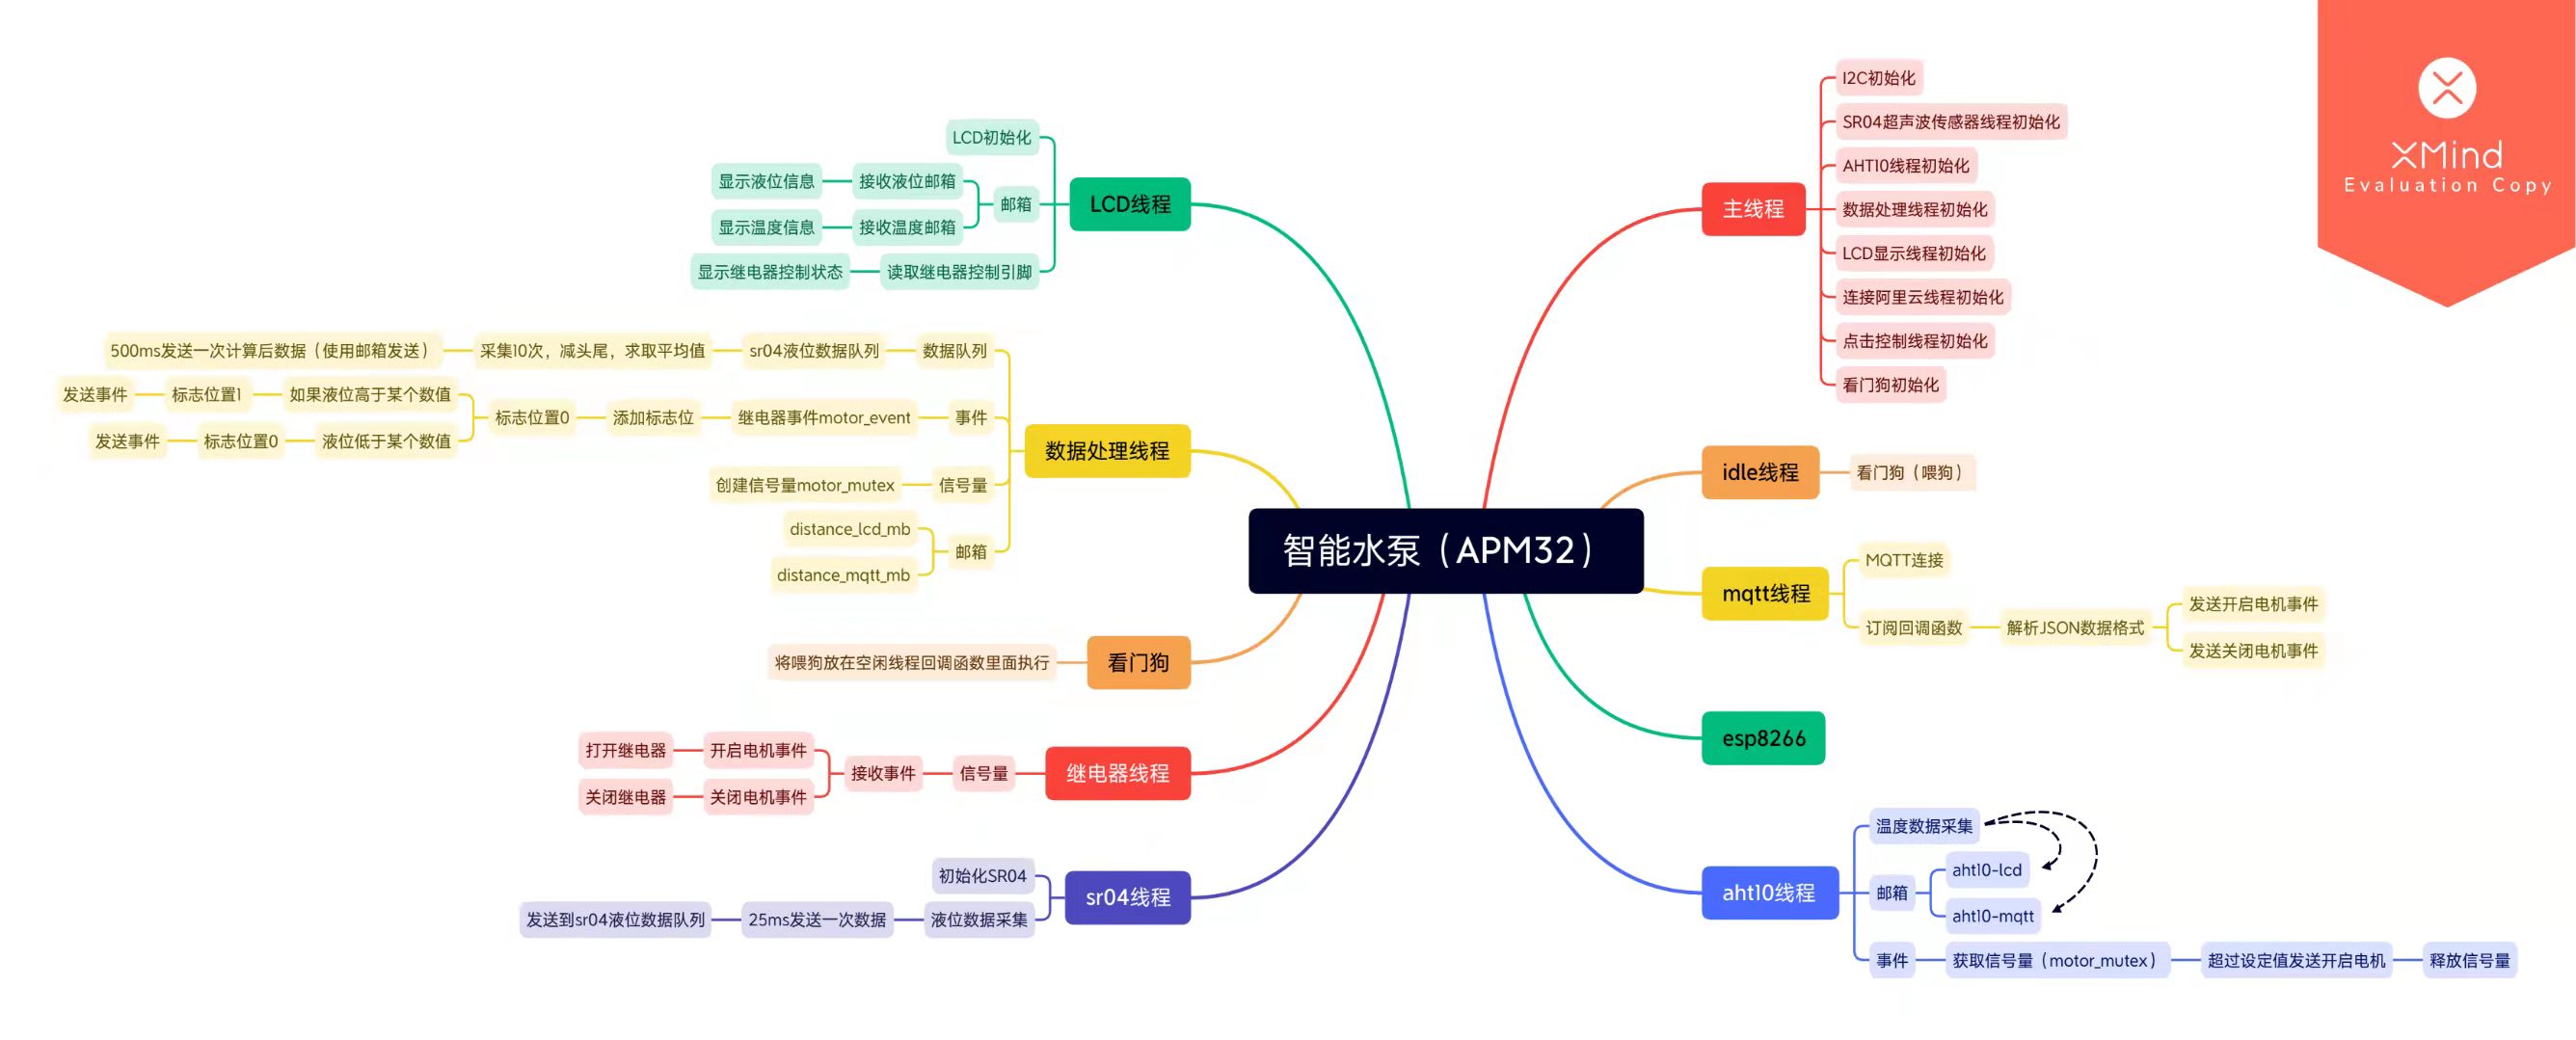 XMind
Evaluation Copy
智能水泵（APM32）
主线程
I2C初始化
SR04超声波传感器线程初始化
AHT10线程初始化
数据处理线程初始化
LCD显示线程初始化
连接阿里云线程初始化
点击控制线程初始化
看门狗初始化
idle线程
看门狗（喂狗）
mqtt线程
MQTT连接
订阅回调函数
解析JSON数据格式
发送开启电机事件
发送关闭电机事件
esp8266
aht10线程
温度数据采集
邮箱
aht10-lcd
aht10-mqtt
事件
获取信号量（motor_mutex）
超过设定值发送开启电机
释放信号量
LCD线程
LCD初始化
邮箱
接收液位邮箱
显示液位信息
接收温度邮箱
显示温度信息
读取继电器控制引脚
显示继电器控制状态
数据处理线程
数据队列
sr04液位数据队列
采集10次，减头尾，求取平均值
500ms发送一次计算后数据（使用邮箱发送）
事件
继电器事件motor_event
添加标志位
标志位置0
如果液位高于某个数值
标志位置1
发送事件
液位低于某个数值
标志位置0
发送事件
信号量
创建信号量motor_mutex
邮箱
distance_lcd_mb
distance_mqtt_mb
看门狗
将喂狗放在空闲线程回调函数里面执行
继电器线程
信号量
接收事件
开启电机事件
打开继电器
关闭电机事件
关闭继电器
sr04线程
初始化SR04
液位数据采集
25ms发送一次数据
发送到sr04液位数据队列